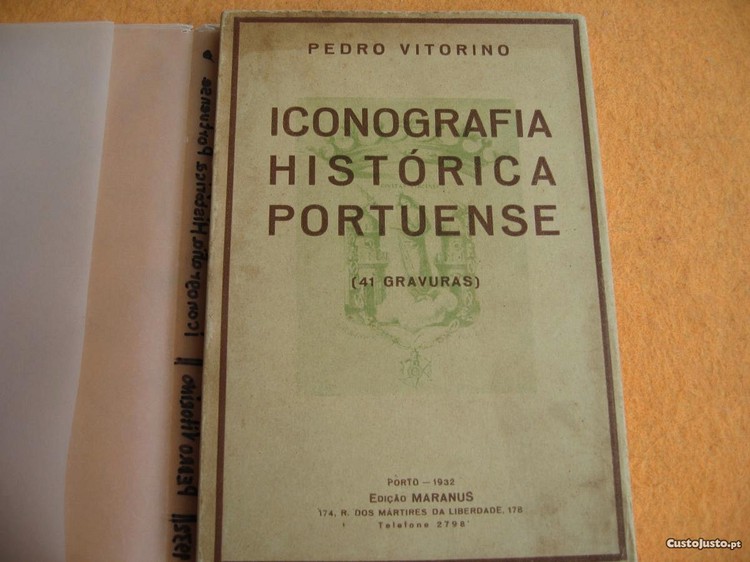 PEDRO VITORINO
ICONOGRAFIA
HISTÓRICA
PORTUENSE
(41 GRAVURAS)
PORTO — 1932
EDIÇÃO MARANUS
174, R. DOS MÁRTIRES DA LIBERDADE, 178
Telefone 2798
PEDRO Vitorino || Iconografia Histórica Portuense
CustoJusto.pt